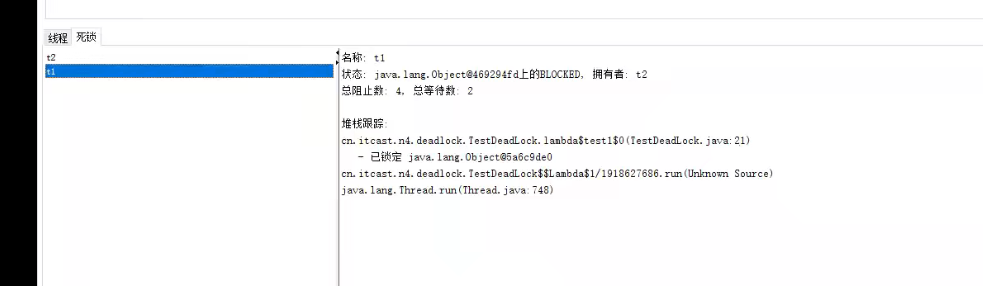 线程 死锁
t2
t1
名称: t1
状态: java.lang.Object@469294fd上的BLOCKED, 拥有者: t2
总阻止数: 4, 总等待数: 2
堆栈跟踪:
cn.itcast.n4.deadlock.TestDeadLock.lambda$test1$0(TestDeadLock.java:21)
- 已锁定 java.lang.Object@5a6c9de0
cn.itcast.n4.deadlock.TestDeadLock$$Lambda$1/1918627686.run(Unknown Source)
java.lang.Thread.run(Thread.java:748)